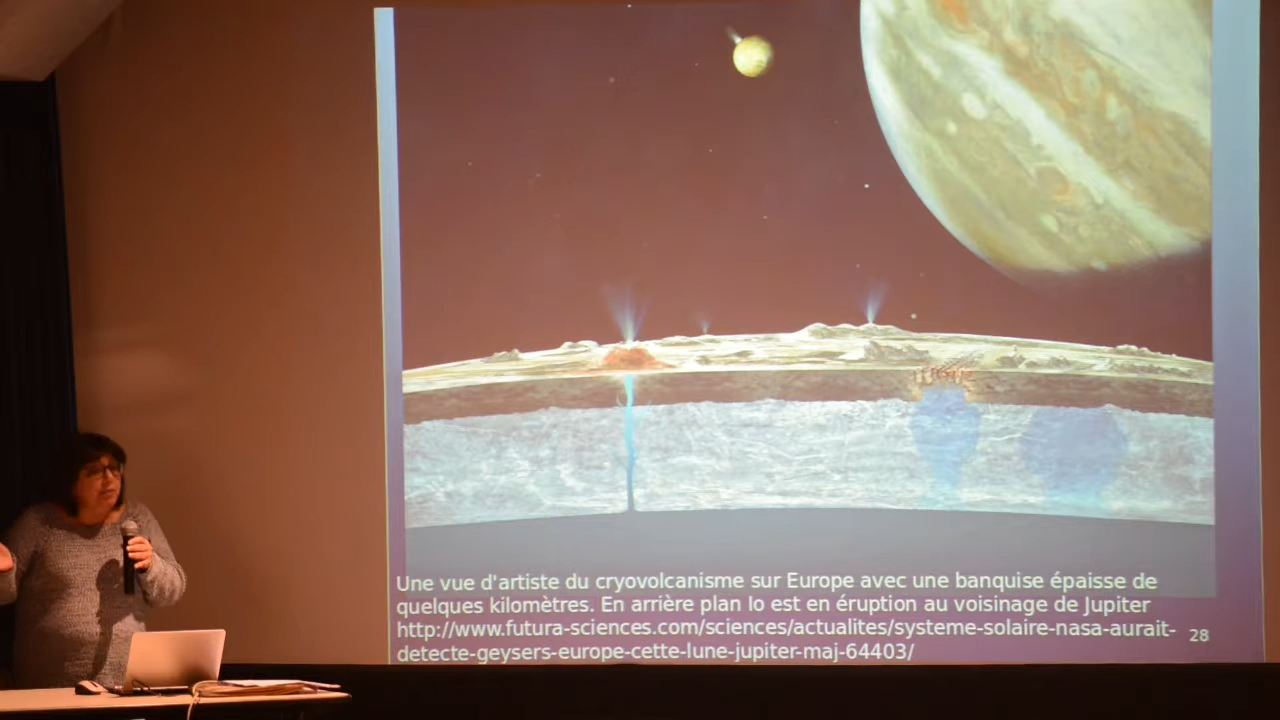 Une vue d'artiste du cryovolcanisme sur Europe avec une banquise épaisse de
quelques kilomètres. En arrière plan Io est en éruption au voisinage de Jupiter
http://www.futura-sciences.com/sciences/actualites/systeme-solaire-nasa-aurait-
detecte-geysers-europe-cette-lune-jupiter-maj-64403/
28